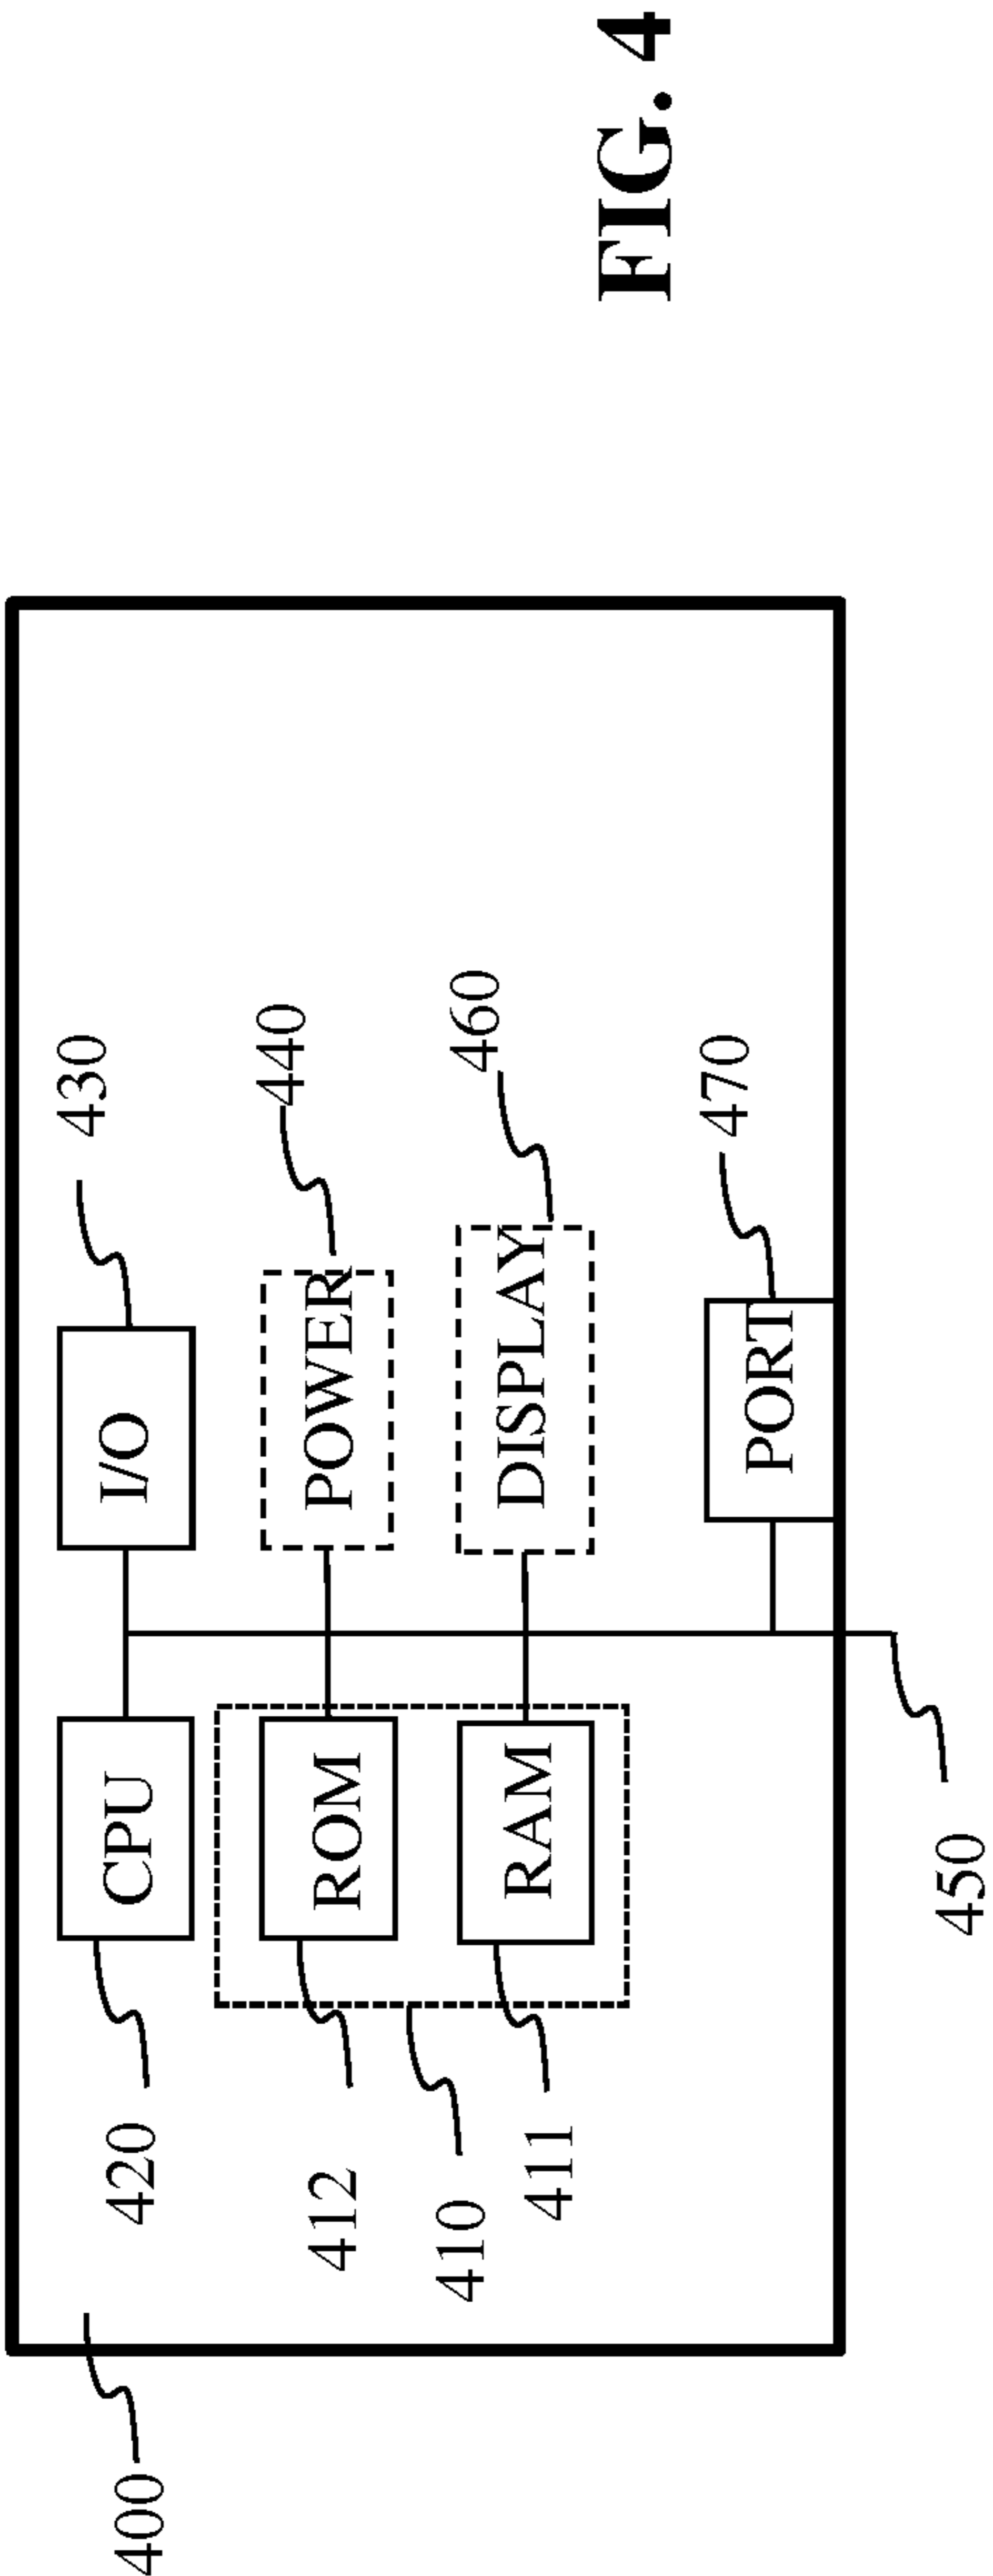 400
420
CPU
I/O
430
412
ROM
POWER
440
410
411
RAM
DISPLAY
460
PORT
470
450
FIG. 4